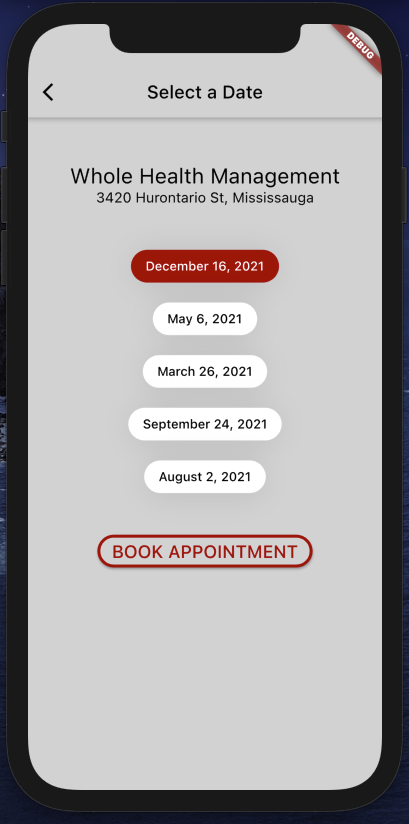 DEBUG
Select a Date
Whole Health Management
3420 Hurontario St, Mississauga
December 16, 2021
May 6, 2021
March 26, 2021
September 24, 2021
August 2, 2021
BOOK APPOINTMENT